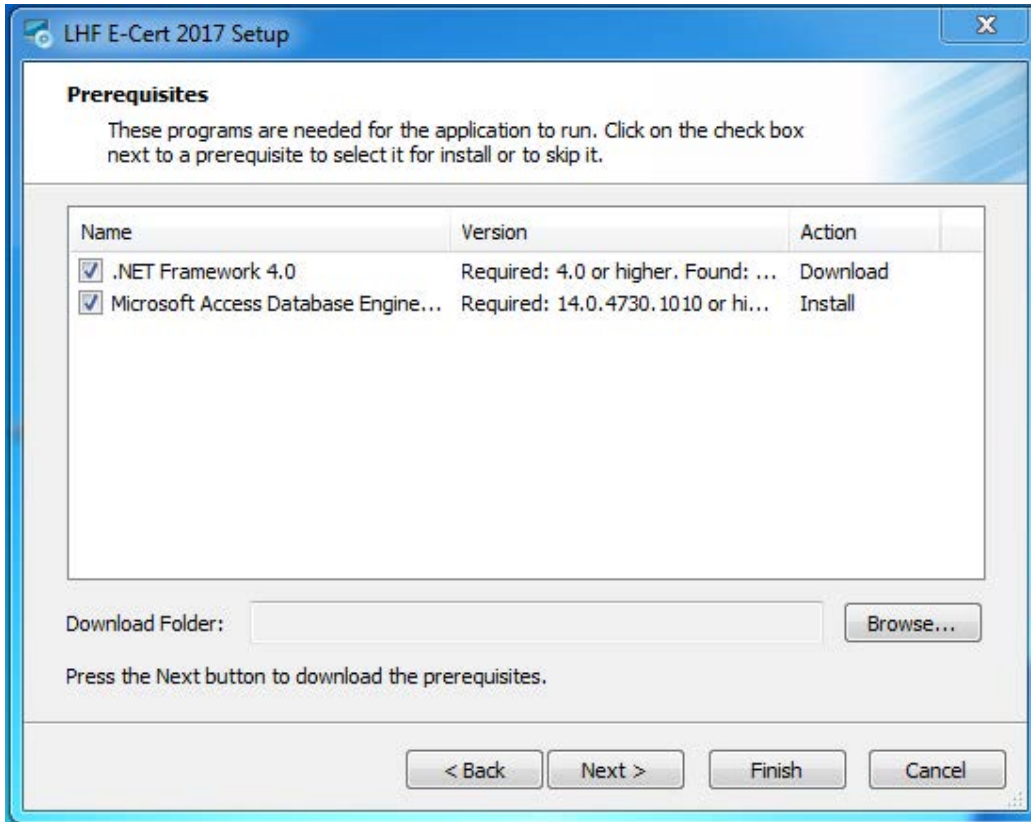 LHF E-Cert 2017 Setup
Prerequisites
These programs are needed for the application to run. Click on the check box
next to a prerequisite to select it for install or to skip it.
Name Version Action
.NET Framework 4.0 Required: 4.0 or higher. Found: ... Download
Microsoft Access Database Engine... Required: 14.0.4730.1010 or hi... Install
Download Folder: Browse...
Press the Next button to download the prerequisites.
< Back Next > Finish Cancel